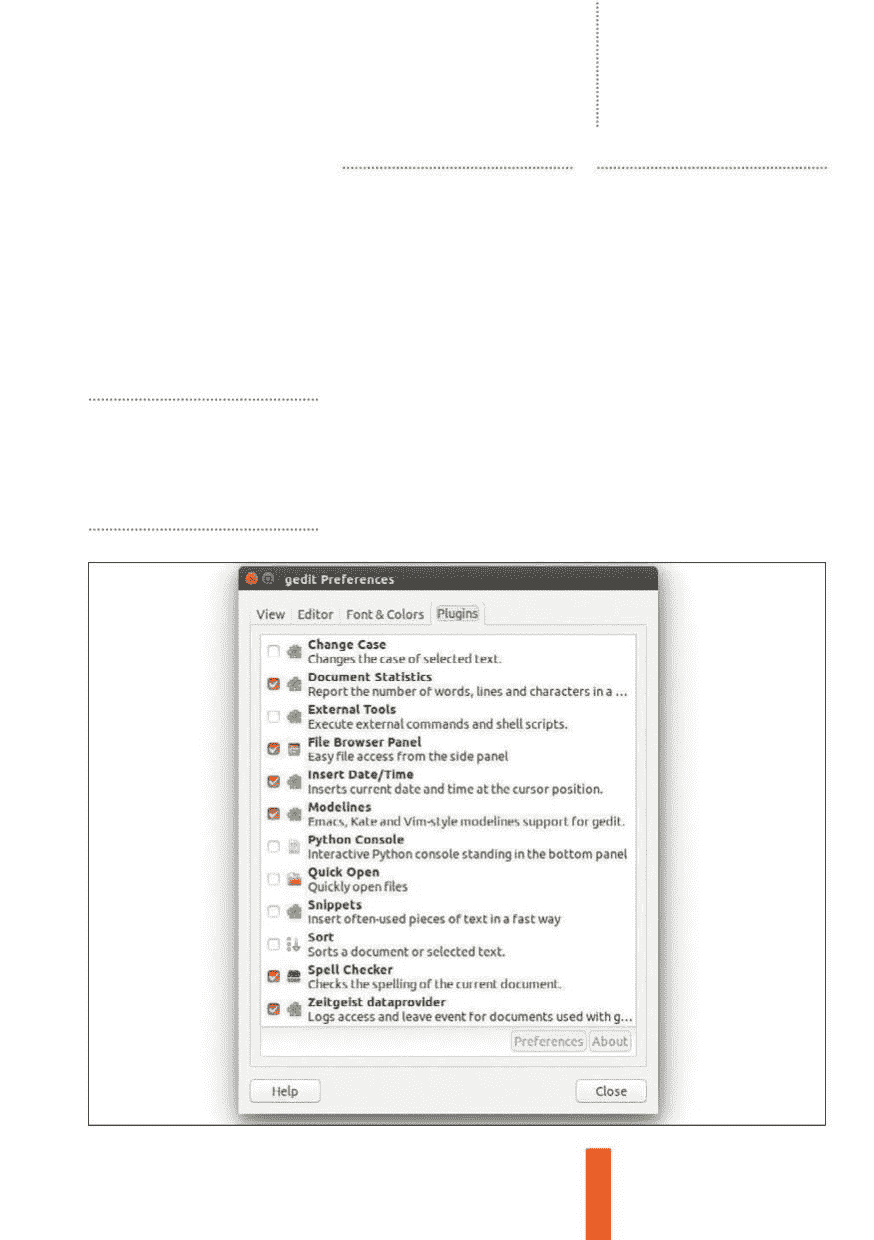 gedit Preferences
View Editor Font & Colors Plugins
Change Case
Changes the case of selected text.
Document Statistics
Report the number of words, lines and characters in a ...
External Tools
Execute external commands and shell scripts.
File Browser Panel
Easy file access from the side panel
Insert Date/Time
Inserts current date and time at the cursor position.
Modelines
Emacs, Kate and Vim-style modelines support for gedit.
Python Console
Interactive Python console standing in the bottom panel
Quick Open
Quickly open files
Snippets
Insert often-used pieces of text in a fast way
Sort
Sorts a document or selected text.
Spell Checker
Checks the spelling of the current document.
Zeitgeist dataprovider
Logs access and leave event for documents used with g...
Preferences About
Help Close